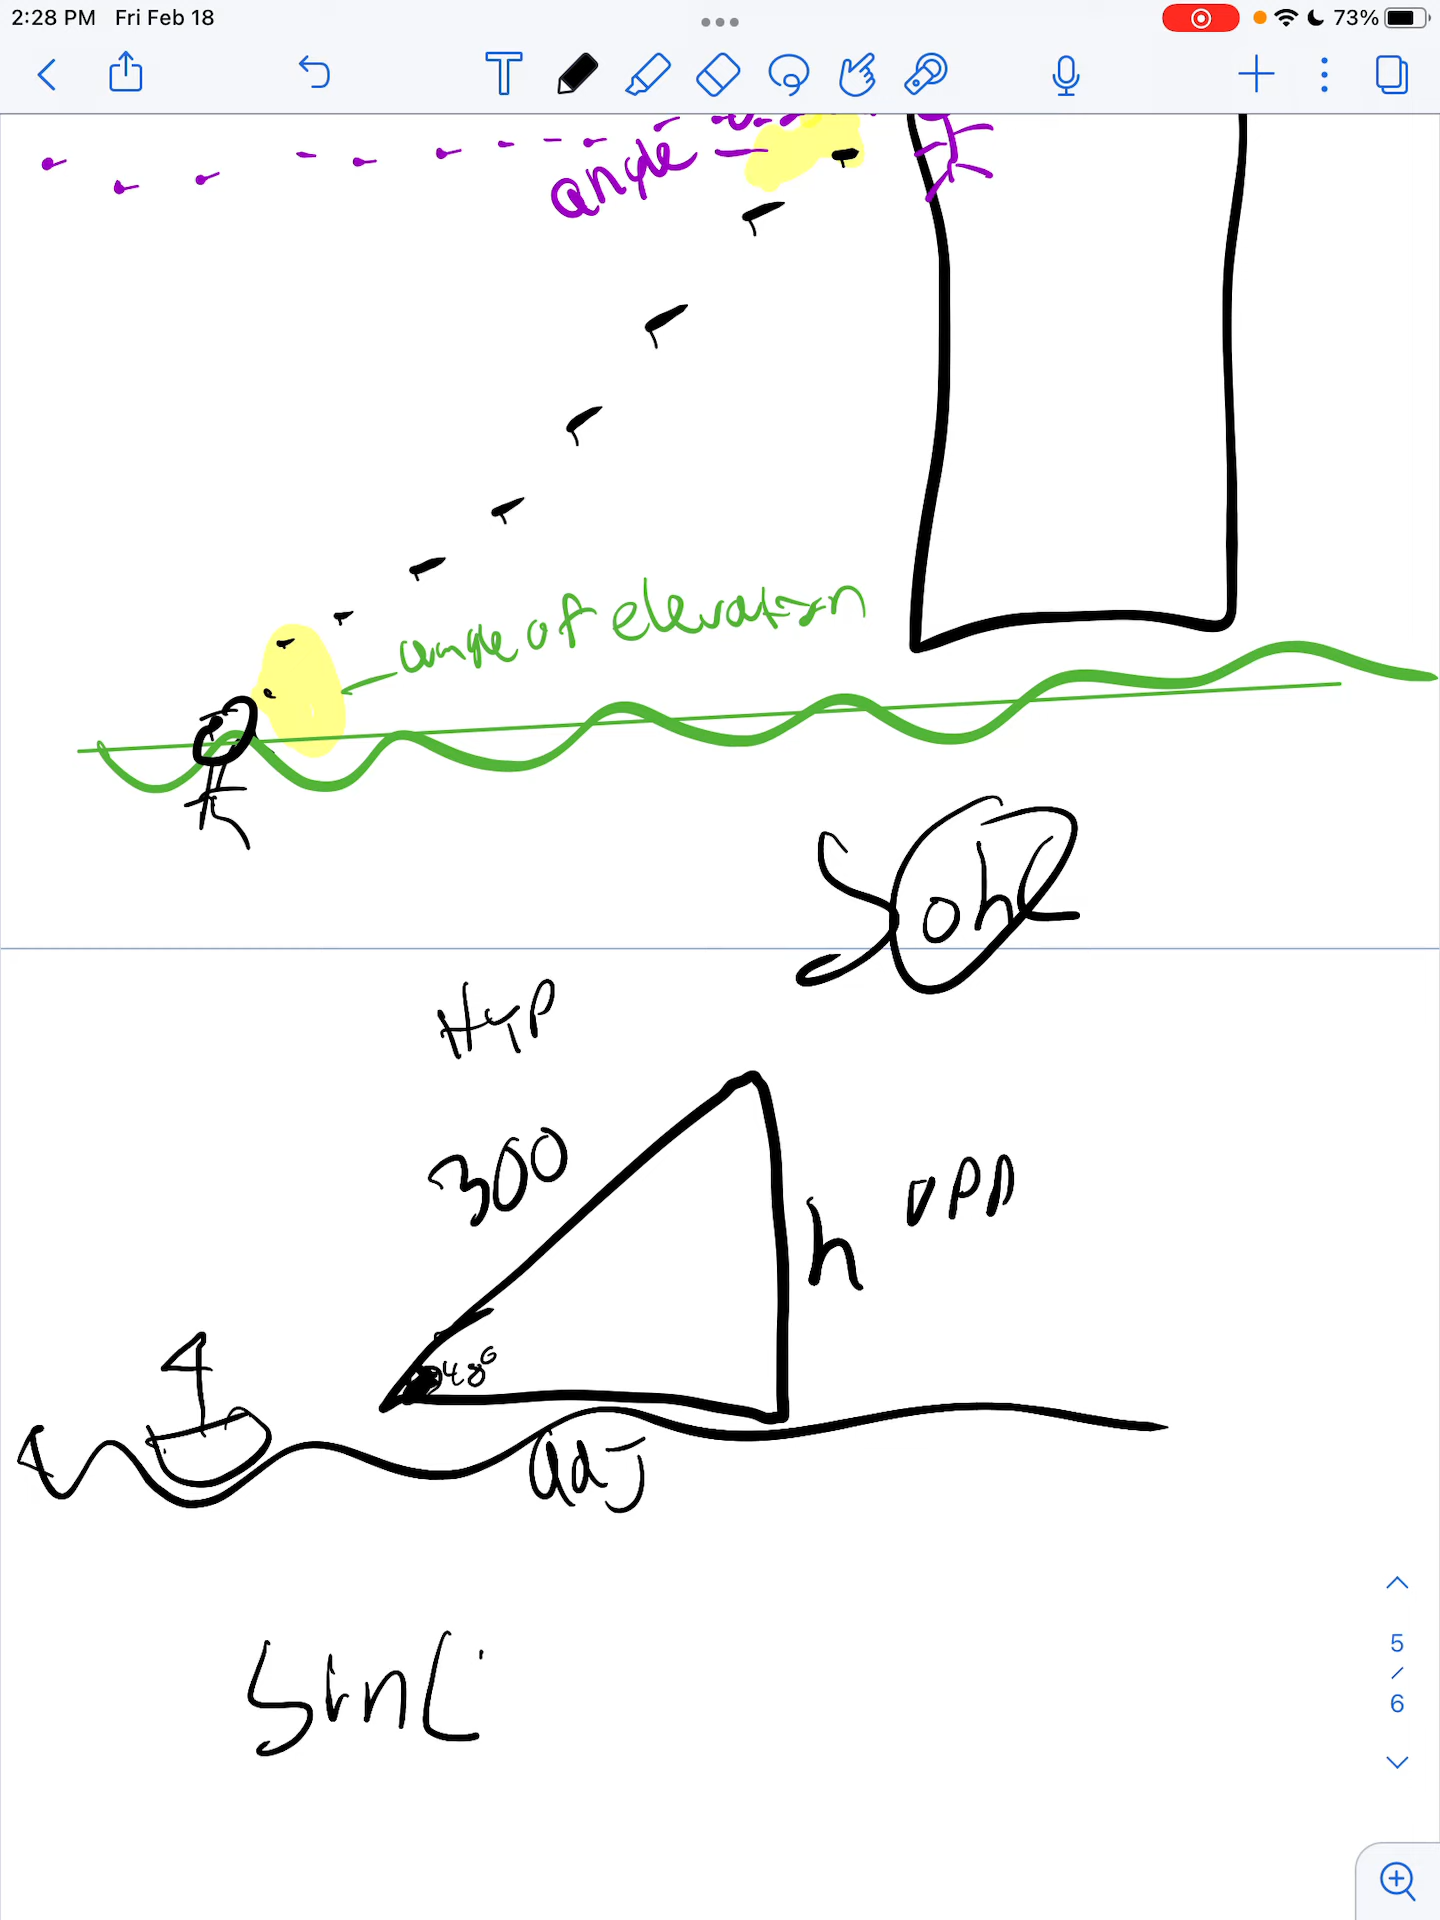 2:28 PM Fri Feb 18
73%
T
angle
angle of elevation
Soh
Hyp
300
h
opp
48°
adj
5
/
6
Sin(